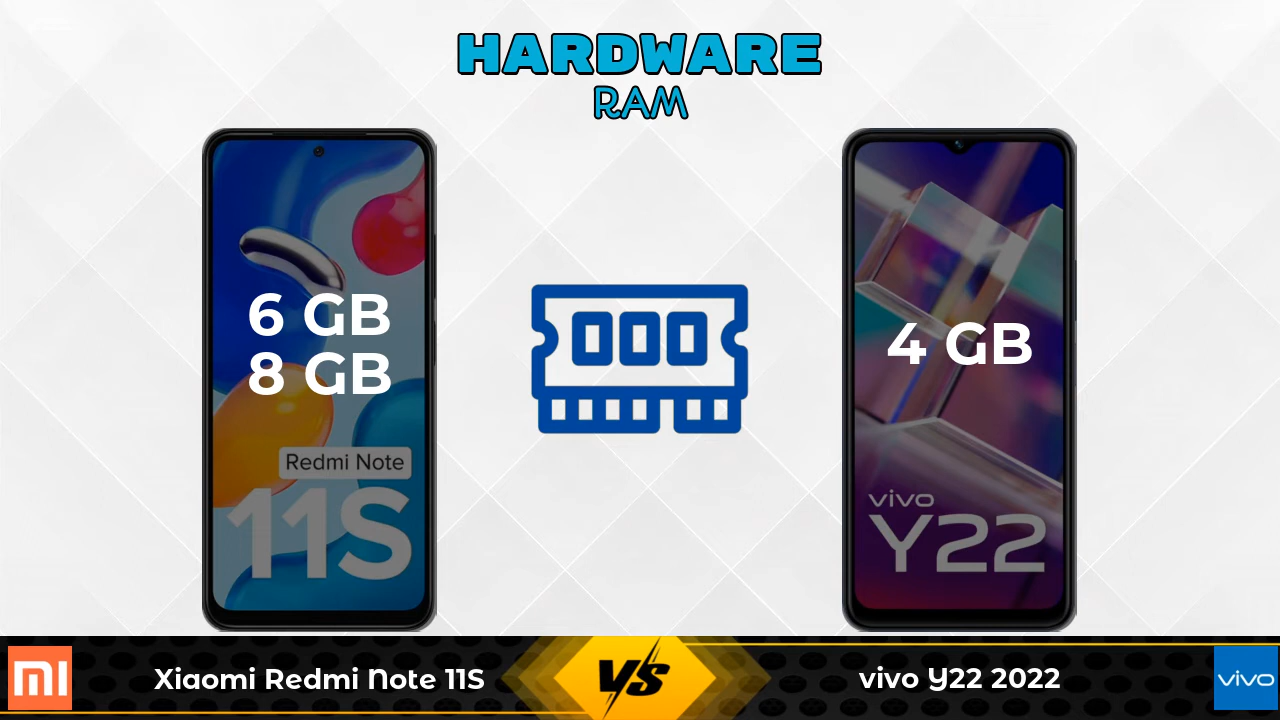 HARDWARE
RAM
6 GB
8 GB
Redmi Note
11S
4 GB
vivo
Y22
mi
Xiaomi Redmi Note 11S
VS
vivo Y22 2022
vivo